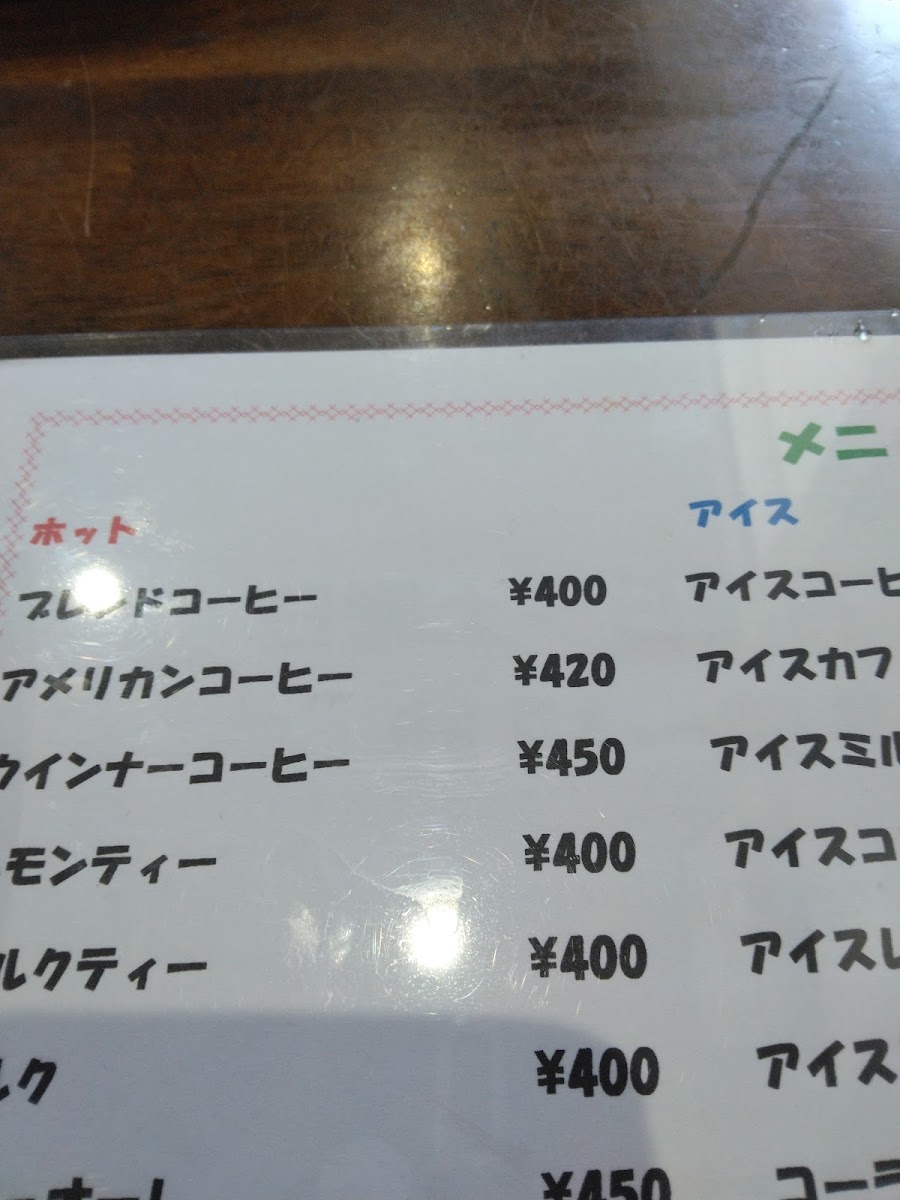 メニ
ホット
アイス
ブレンドコーヒー ¥400 アイスコーヒ
アメリカンコーヒー ¥420 アイスカフ
ウインナーコーヒー ¥450 アイスミル
モンティー ¥400 アイスコ
ルクティー ¥400 アイスレ
ルク ¥400 アイス
¥450 コーラ